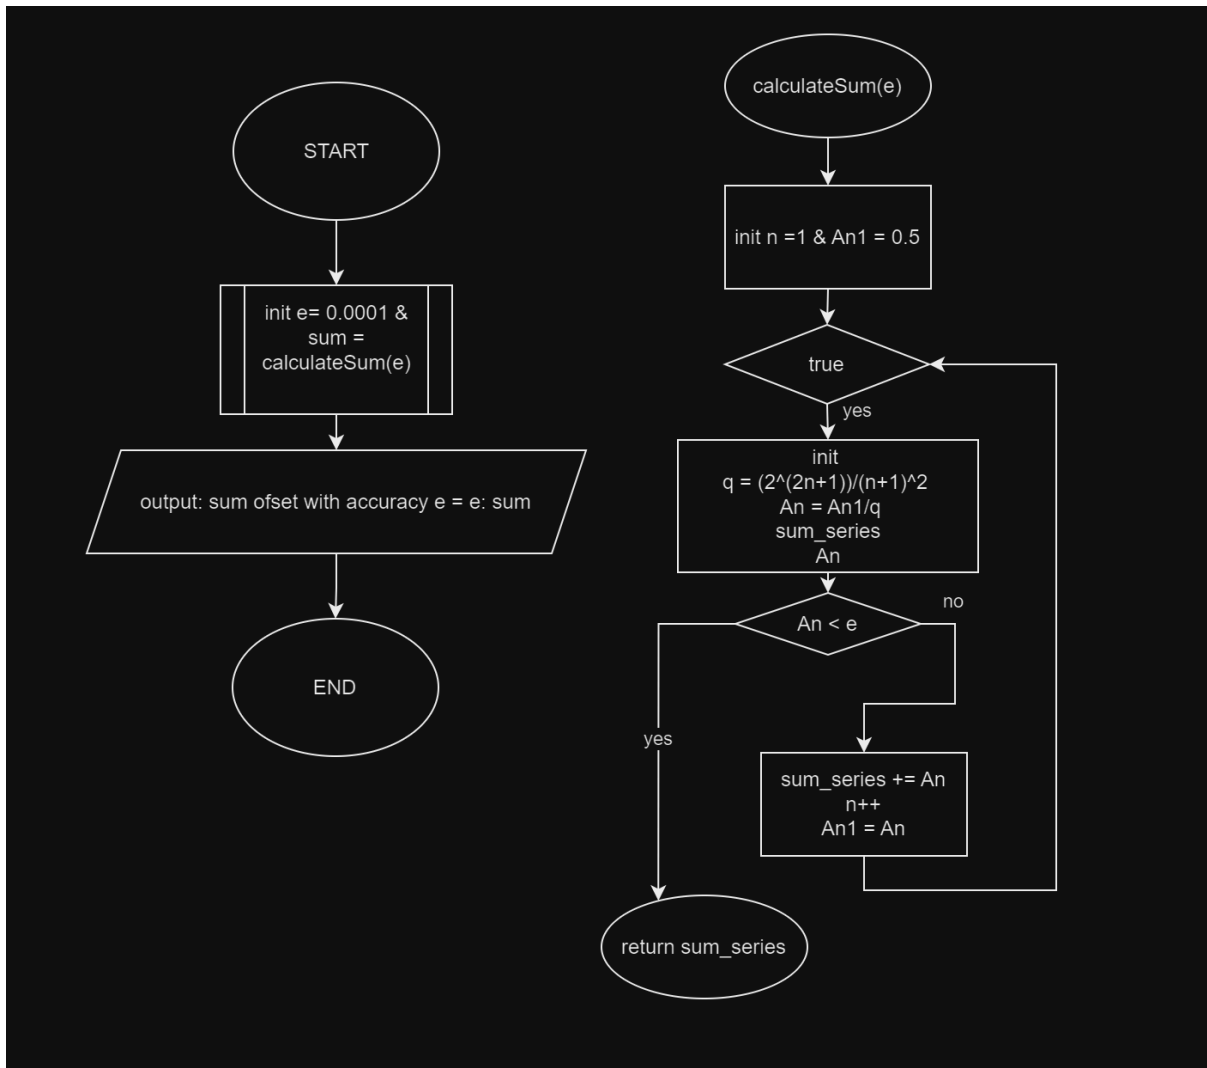 START
init e= 0.0001 &
sum =
calculateSum(e)
output: sum ofset with accuracy e = e: sum
END
calculateSum(e)
init n =1 & An1 = 0.5
true
yes
init
q = (2^(2n+1))/(n+1)^2
An = An1/q
sum_series
An
An < e
no
yes
sum_series += An
n++
An1 = An
return sum_series